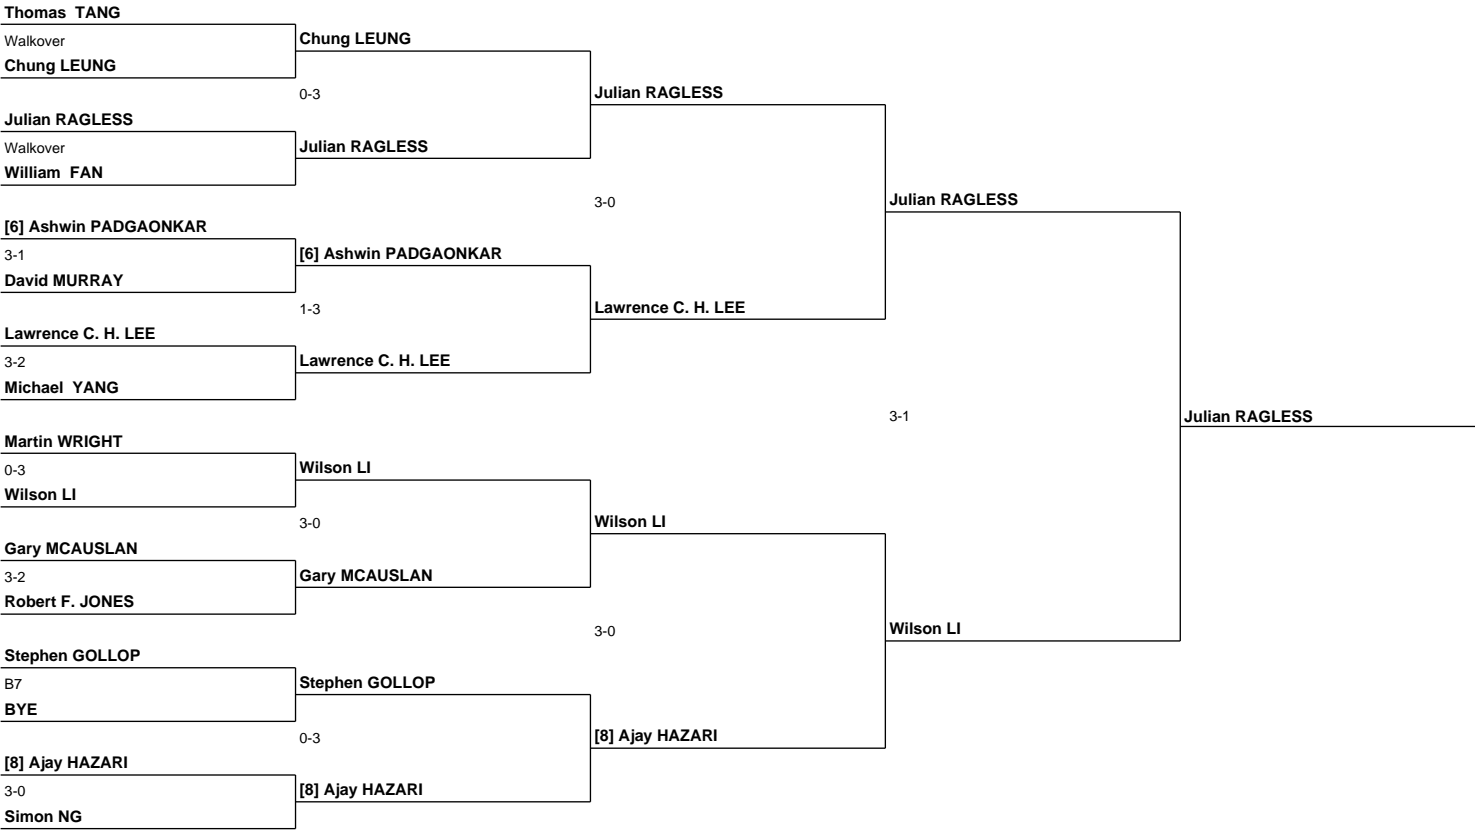 Thomas  TANG
Walkover
Chung LEUNG
Julian RAGLESS
Walkover
William  FAN
[6] Ashwin PADGAONKAR
3-1
David MURRAY
Lawrence C. H. LEE
3-2
Michael  YANG
Martin WRIGHT
0-3
Wilson LI
Gary MCAUSLAN
3-2
Robert F. JONES
Stephen GOLLOP
B7
BYE
[8] Ajay HAZARI
3-0
Simon NG
Chung LEUNG
0-3
Julian RAGLESS
[6] Ashwin PADGAONKAR
1-3
Lawrence C. H. LEE
Wilson LI
3-0
Gary MCAUSLAN
Stephen GOLLOP
0-3
[8] Ajay HAZARI
Julian RAGLESS
3-0
Lawrence C. H. LEE
Wilson LI
3-0
[8] Ajay HAZARI
Julian RAGLESS
3-1
Wilson LI
Julian RAGLESS